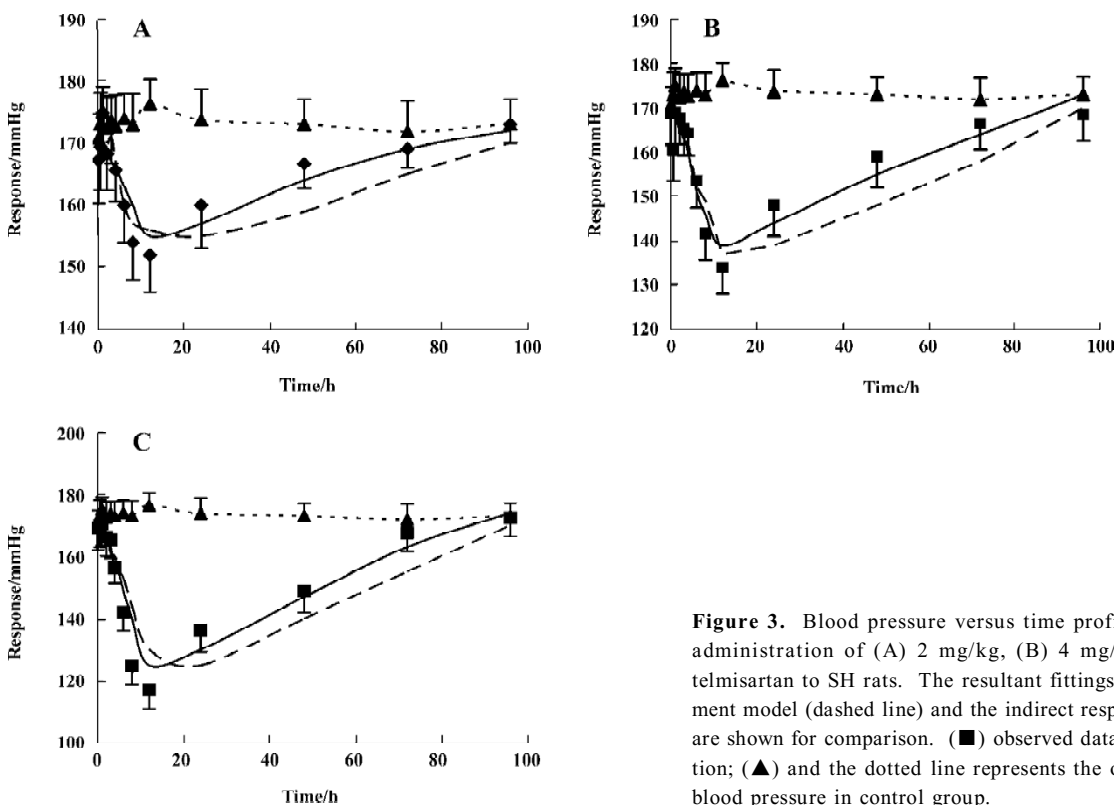 190
180
170
160
150
140
0
20
40
60
80
100
A
Response/mmHg
Time/h
190
180
170
160
150
140
130
120
0
20
40
60
80
100
B
Response/mmHg
Timc/h
200
180
160
140
120
100
0
20
40
60
80
100
C
Response/mmHg
Time/h
Figure 3. Blood pressure versus time prof
administration of (A) 2 mg/kg, (B) 4 mg/
telmisartan to SH rats. The resultant fittings
ment model (dashed line) and the indirect resp
are shown for comparison. (■) observed data
tion; (▲) and the dotted line represents the
blood pressure in control group.